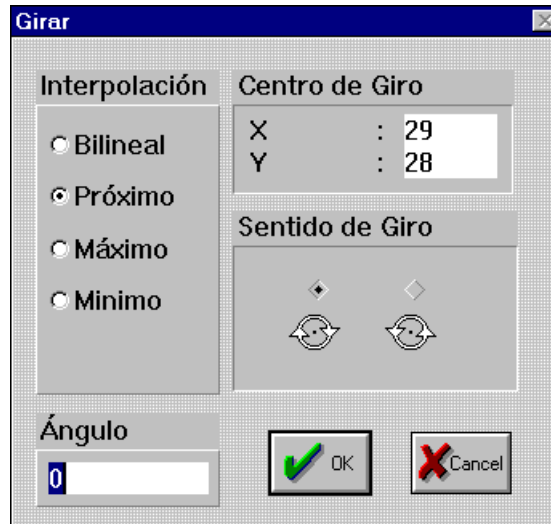 Girar
Interpolación
Bilineal
Próximo
Máximo
Minimo
Centro de Giro
X : 29
Y : 28
Sentido de Giro
Ángulo
0
OK
Cancel